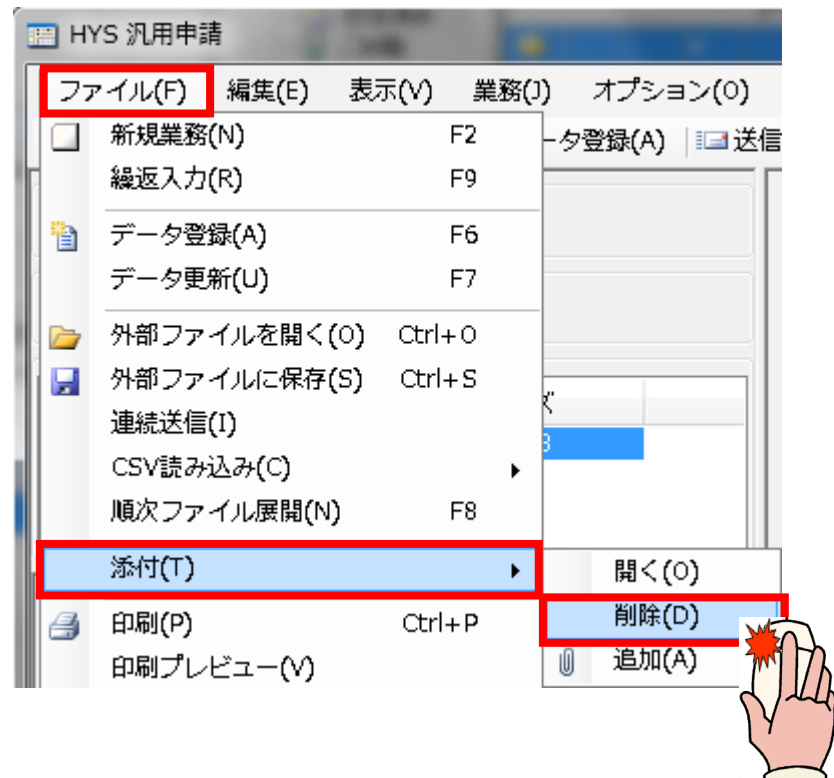 HYS 汎用申請
ファイル(F) 編集(E) 表示(V) 業務(J) オプション(O)
新規業務(N) F2 ータ登録(A) 送信
繰返入力(R) F9
データ登録(A) F6
データ更新(U) F7
外部ファイルを開く(O) Ctrl+O
外部ファイルに保存(S) Ctrl+S
連続送信(I)
CSV読み込み(C)
順次ファイル展開(N) F8
添付(T) 開く(O)
印刷(P) Ctrl+P 削除(D)
印刷プレビュー(V) 追加(A)